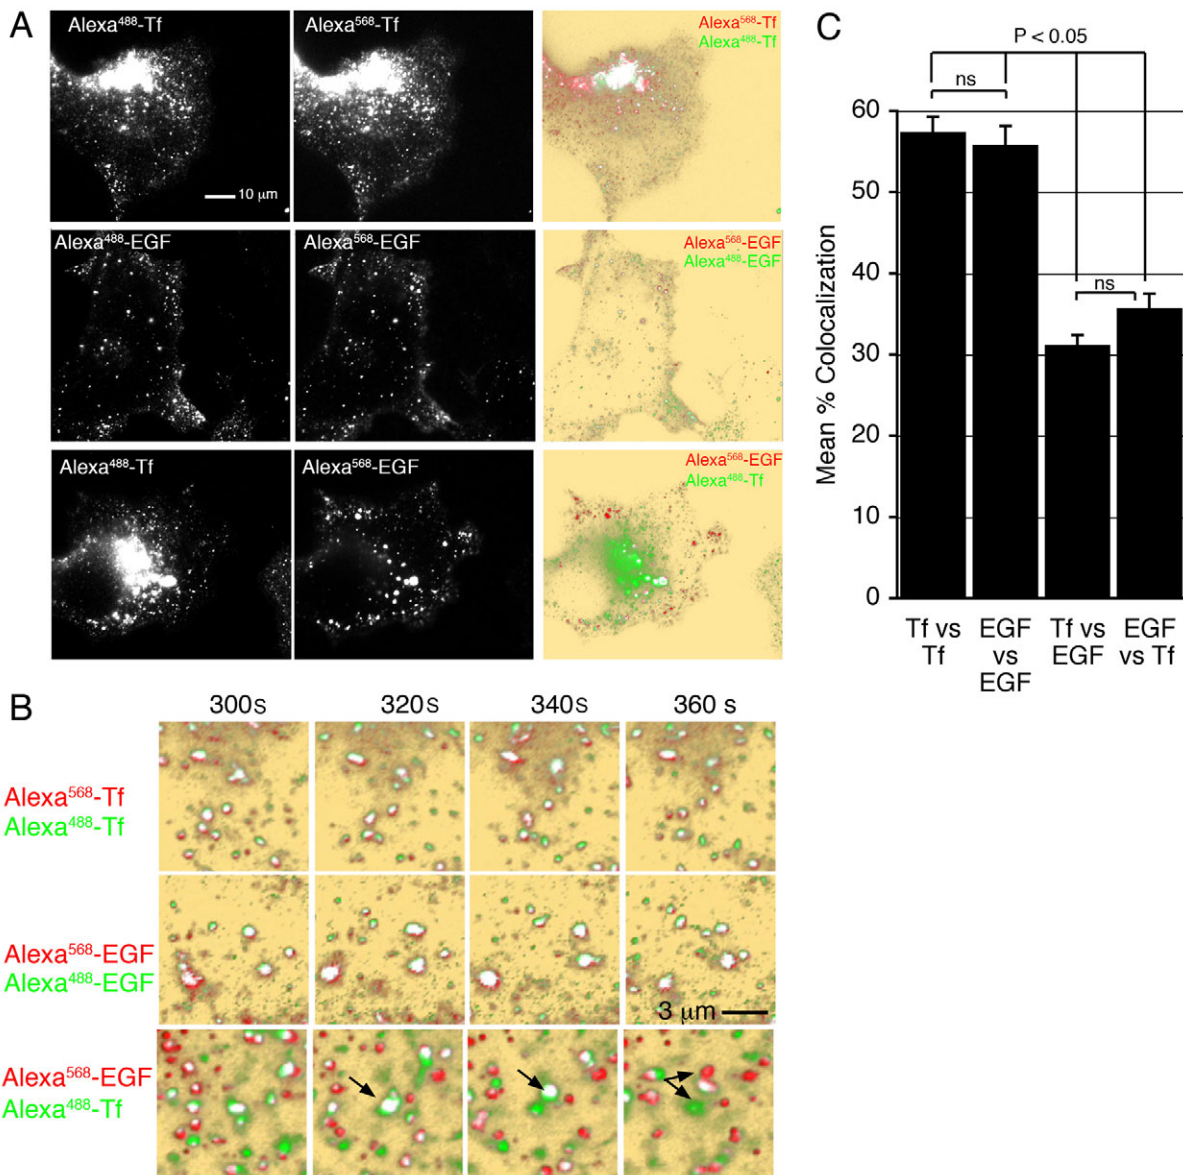 A
Alexa⁴⁸⁸-Tf
Alexa⁵⁶⁸-Tf
Alexa⁵⁶⁸-Tf
Alexa⁴⁸⁸-Tf
10 μm
Alexa⁴⁸⁸-EGF
Alexa⁵⁶⁸-EGF
Alexa⁵⁶⁸-EGF
Alexa⁴⁸⁸-EGF
Alexa⁴⁸⁸-Tf
Alexa⁵⁶⁸-EGF
Alexa⁵⁶⁸-EGF
Alexa⁴⁸⁸-Tf
B
300s 320s 340s 360 s
Alexa⁵⁶⁸-Tf
Alexa⁴⁸⁸-Tf
Alexa⁵⁶⁸-EGF
Alexa⁴⁸⁸-EGF
3 μm
Alexa⁵⁶⁸-EGF
Alexa⁴⁸⁸-Tf
C
P < 0.05
ns
ns
Mean % Colocalization
60
50
40
30
20
10
0
Tf vs Tf
EGF vs EGF
Tf vs EGF
EGF vs Tf